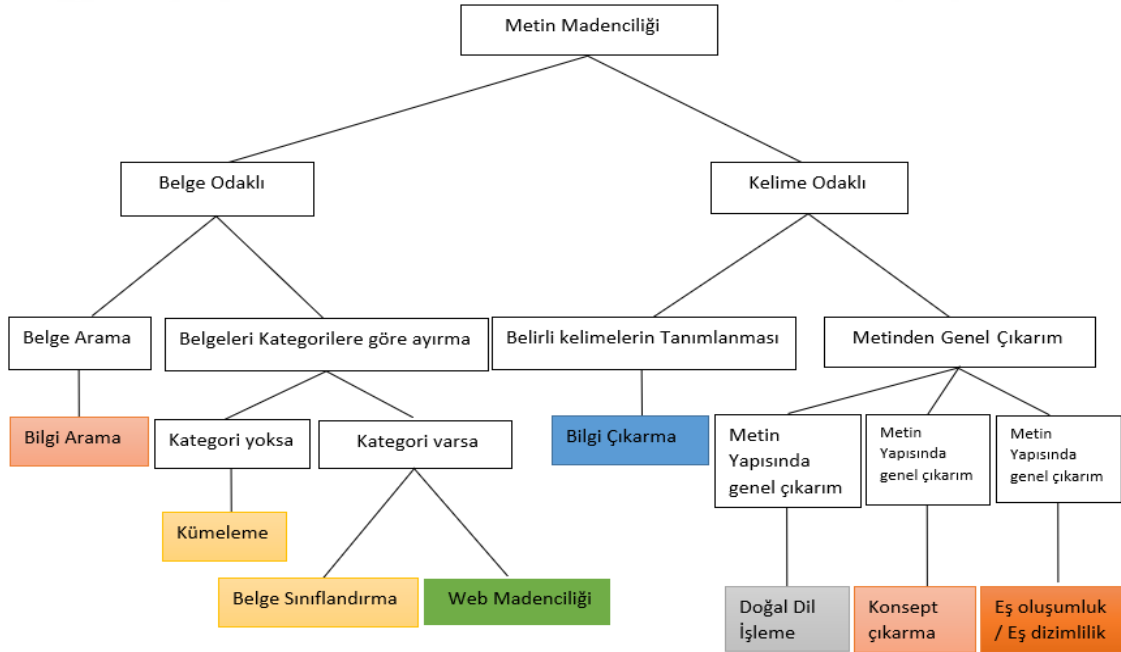 Metin Madenciliği
Belge Odaklı
Kelime Odaklı
Belge Arama
Belgeleri Kategorilere göre ayırma
Belirli kelimelerin Tanımlanması
Metinden Genel Çıkarım
Bilgi Arama
Kategori yoksa
Kategori varsa
Bilgi Çıkarma
Metin
Yapısında
genel çıkarım
Metin
Yapısında
genel çıkarım
Metin
Yapısında
genel çıkarım
Kümeleme
Belge Sınıflandırma
Web Madenciliği
Doğal Dil
İşleme
Konsept
çıkarma
Eş oluşumluk
/ Eş dizimlilik